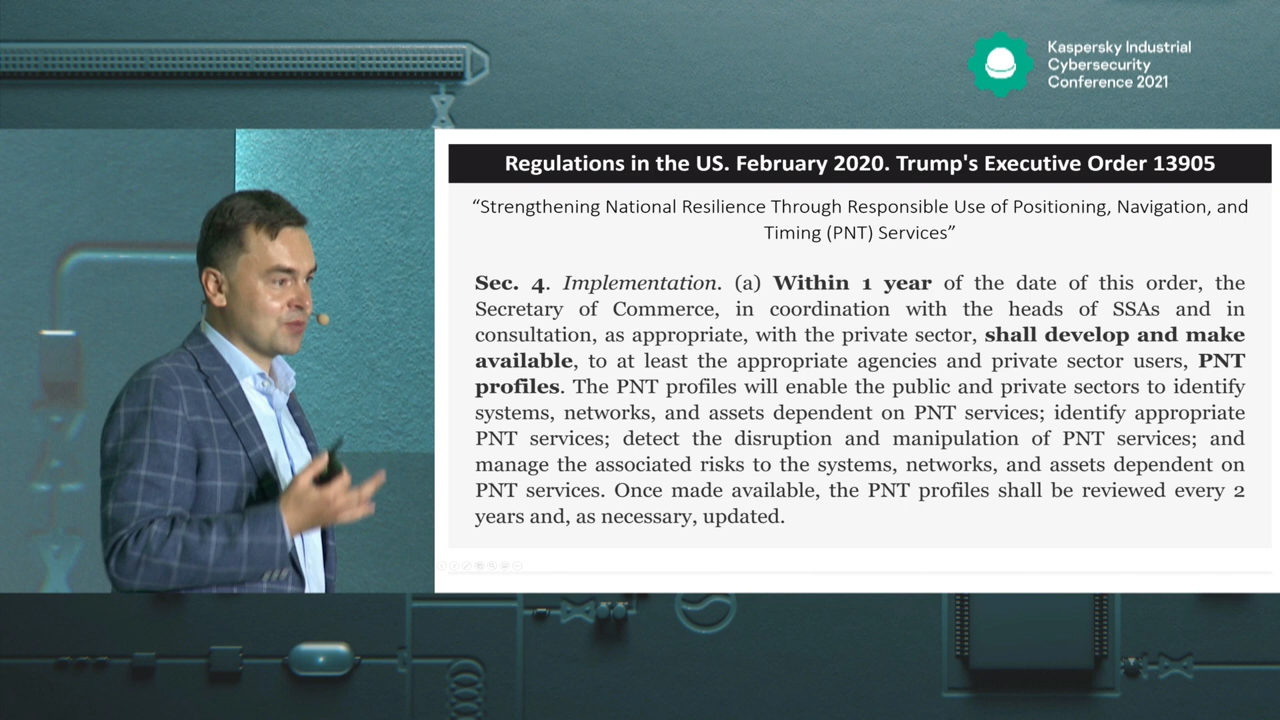 Kaspersky Industrial
Cybersecurity
Conference 2021
Regulations in the US. February 2020. Trump's Executive Order 13905
“Strengthening National Resilience Through Responsible Use of Positioning, Navigation, and
Timing (PNT) Services”
Sec. 4. Implementation. (a) Within 1 year of the date of this order, the
Secretary of Commerce, in coordination with the heads of SSAs and in
consultation, as appropriate, with the private sector, shall develop and make
available, to at least the appropriate agencies and private sector users, PNT
profiles. The PNT profiles will enable the public and private sectors to identify
systems, networks, and assets dependent on PNT services; identify appropriate
PNT services; detect the disruption and manipulation of PNT services; and
manage the associated risks to the systems, networks, and assets dependent on
PNT services. Once made available, the PNT profiles shall be reviewed every 2
years and, as necessary, updated.